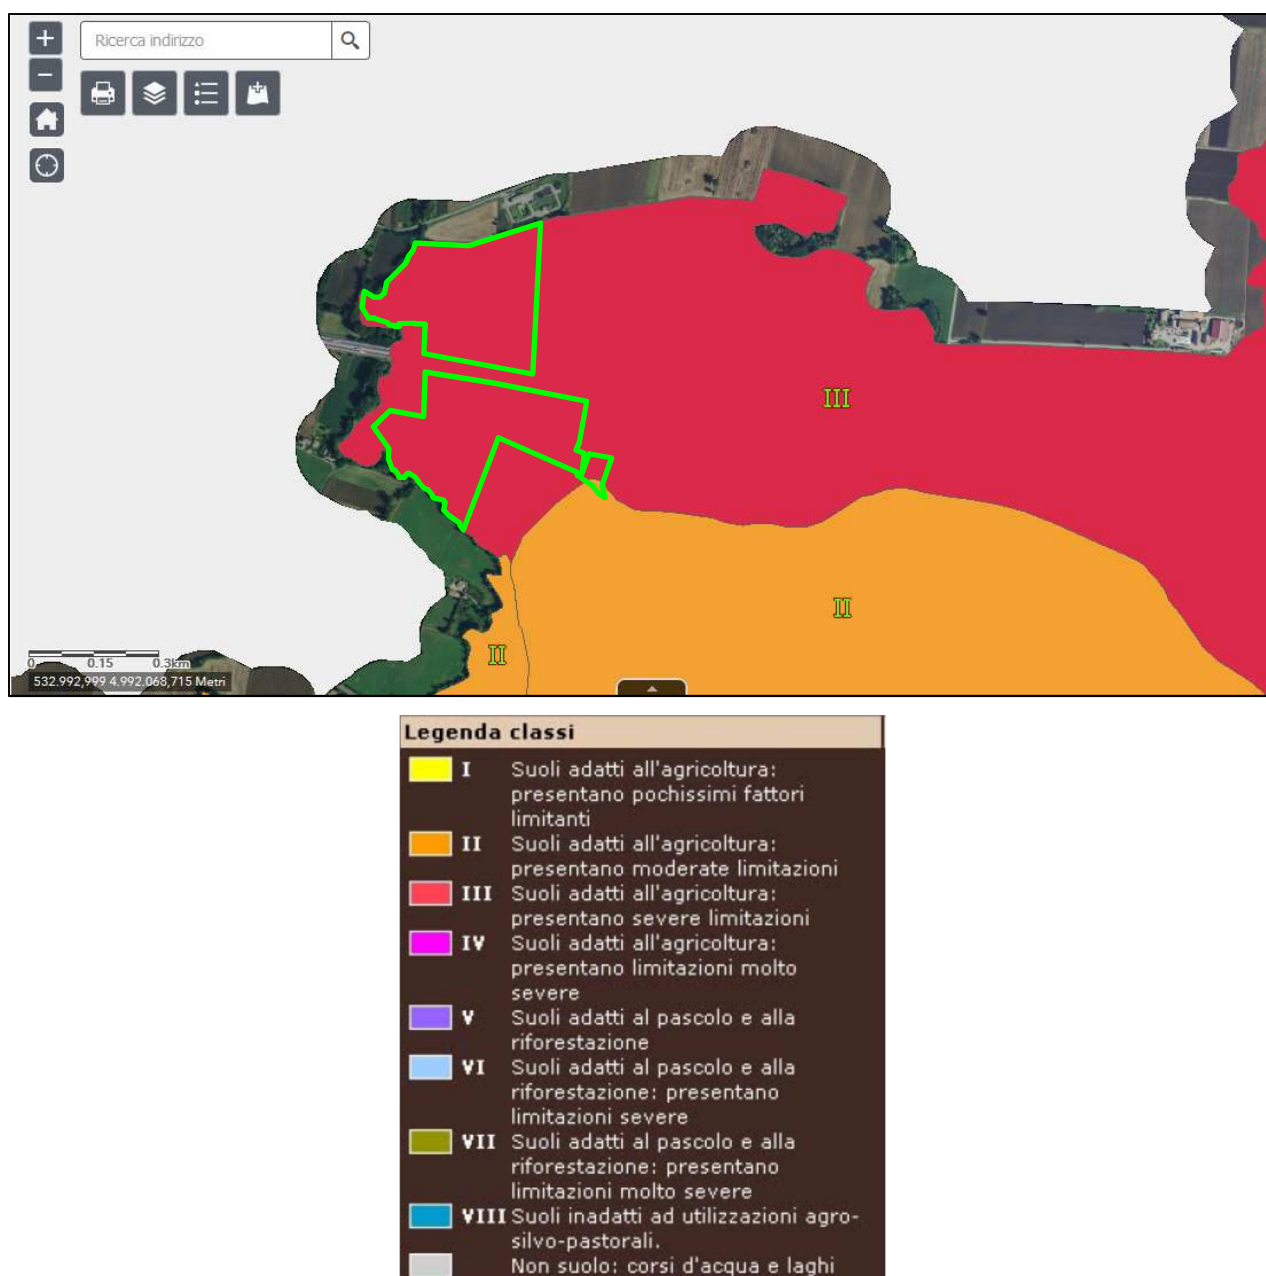 Ricerca indirizzo
III
II
II
0 0.15 0.3km
532.992,999 4.992.068,715 Metri
Legenda classi
I Suoli adatti all'agricoltura:
presentano pochissimi fattori
limitanti
II Suoli adatti all'agricoltura:
presentano moderate limitazioni
III Suoli adatti all'agricoltura:
presentano severe limitazioni
IV Suoli adatti all'agricoltura:
presentano limitazioni molto
severe
V Suoli adatti al pascolo e alla
riforestazione
VI Suoli adatti al pascolo e alla
riforestazione: presentano
limitazioni severe
VII Suoli adatti al pascolo e alla
riforestazione: presentano
limitazioni molto severe
VIII Suoli inadatti ad utilizzazioni agro-
silvo-pastorali.
Non suolo: corsi d'acqua e laghi